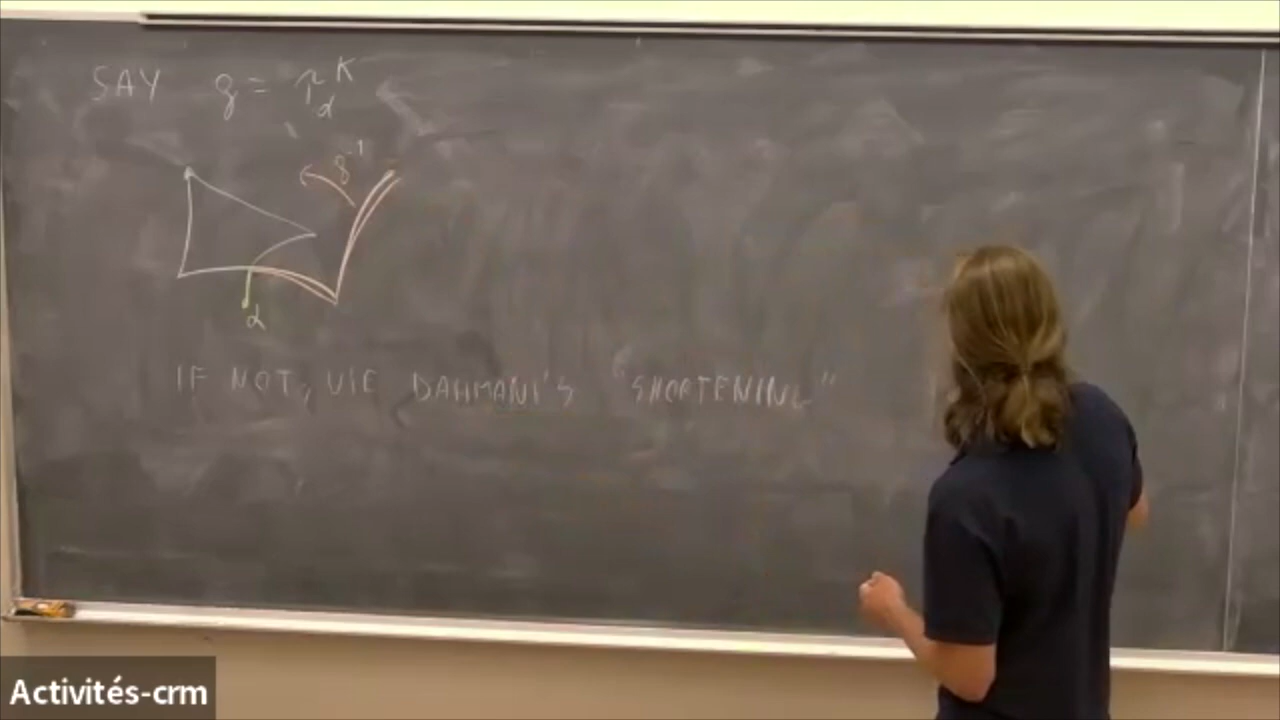 SAY g = τ_α^K
g^-1
α
IF NOT, USE DAHMANI'S "SHORTENING"
Activités-crm